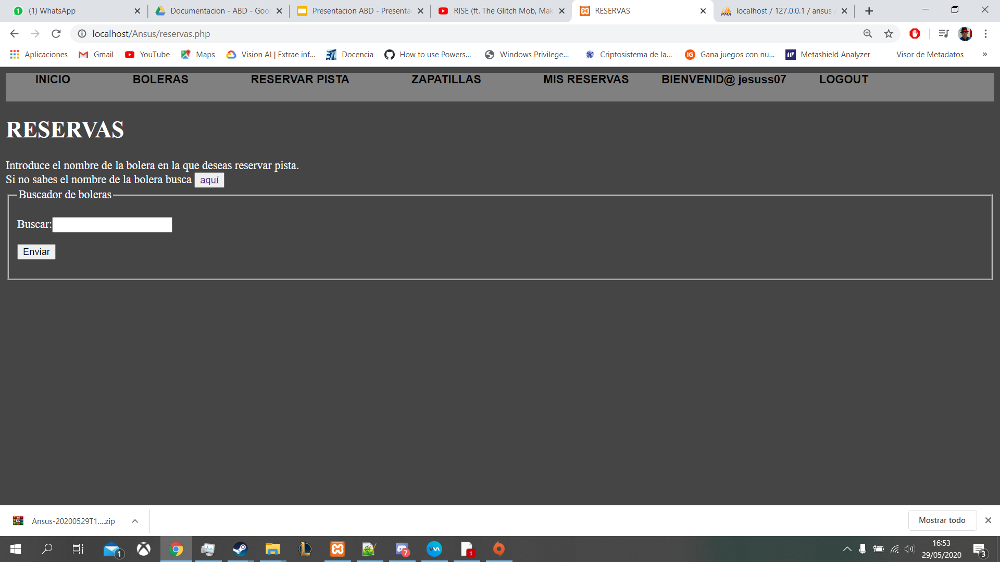 (1) WhatsApp
Documentacion - ABD - Goo
Presentacion ABD - Presenta
RISE (ft. The Glitch Mob, Mak
RESERVAS
localhost / 127.0.0.1 / ansus /
localhost/Ansus/reservas.php
Aplicaciones
Gmail
YouTube
Maps
Vision AI | Extrae inf...
Docencia
How to use Powers...
Windows Privilege...
Criptosistema de la...
Gana juegos con nu...
Metashield Analyzer
Visor de Metadatos
»
INICIO
BOLERAS
RESERVAR PISTA
ZAPATILLAS
MIS RESERVAS
BIENVENID@ jesuss07
LOGOUT
RESERVAS
Introduce el nombre de la bolera en la que deseas reservar pista.
Si no sabes el nombre de la bolera busca aquí
Buscador de boleras
Buscar:
Enviar
Ansus-20200529T1....zip
Mostrar todo
1
7
1
16:53
29/05/2020
3